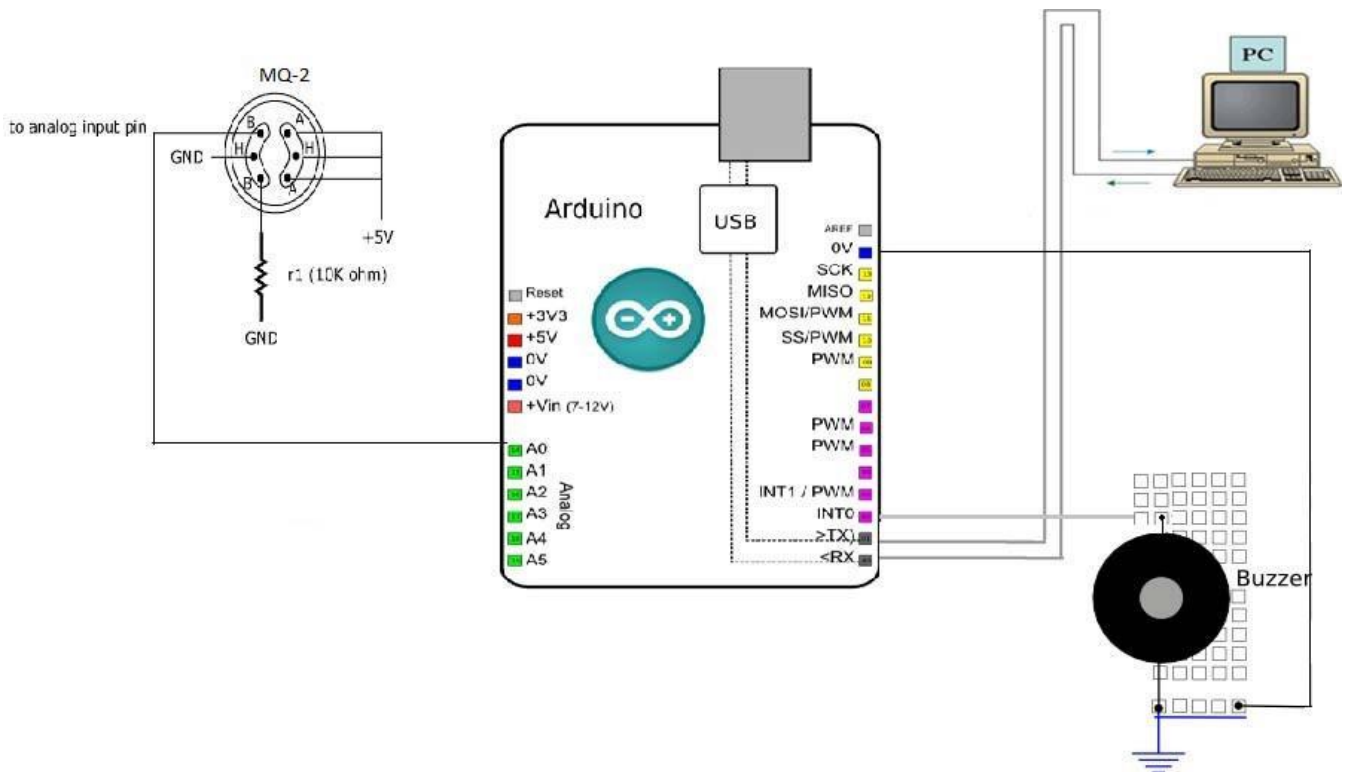 MQ-2
to analog input pin
B
A
H
H
GND
B
A
+5V
r1 (10K ohm)
GND
Arduino
USB
Reset
+3V3
+5V
0V
0V
+Vin (7-12V)
A0
A1
A2
A3
A4
A5
Analog
AREF
0V
SCK
MISO
MOSI/PWM
SS/PWM
PWM
PWM
PWM
INT1 / PWM
INT0
>TX)
<RX
PC
Buzzer